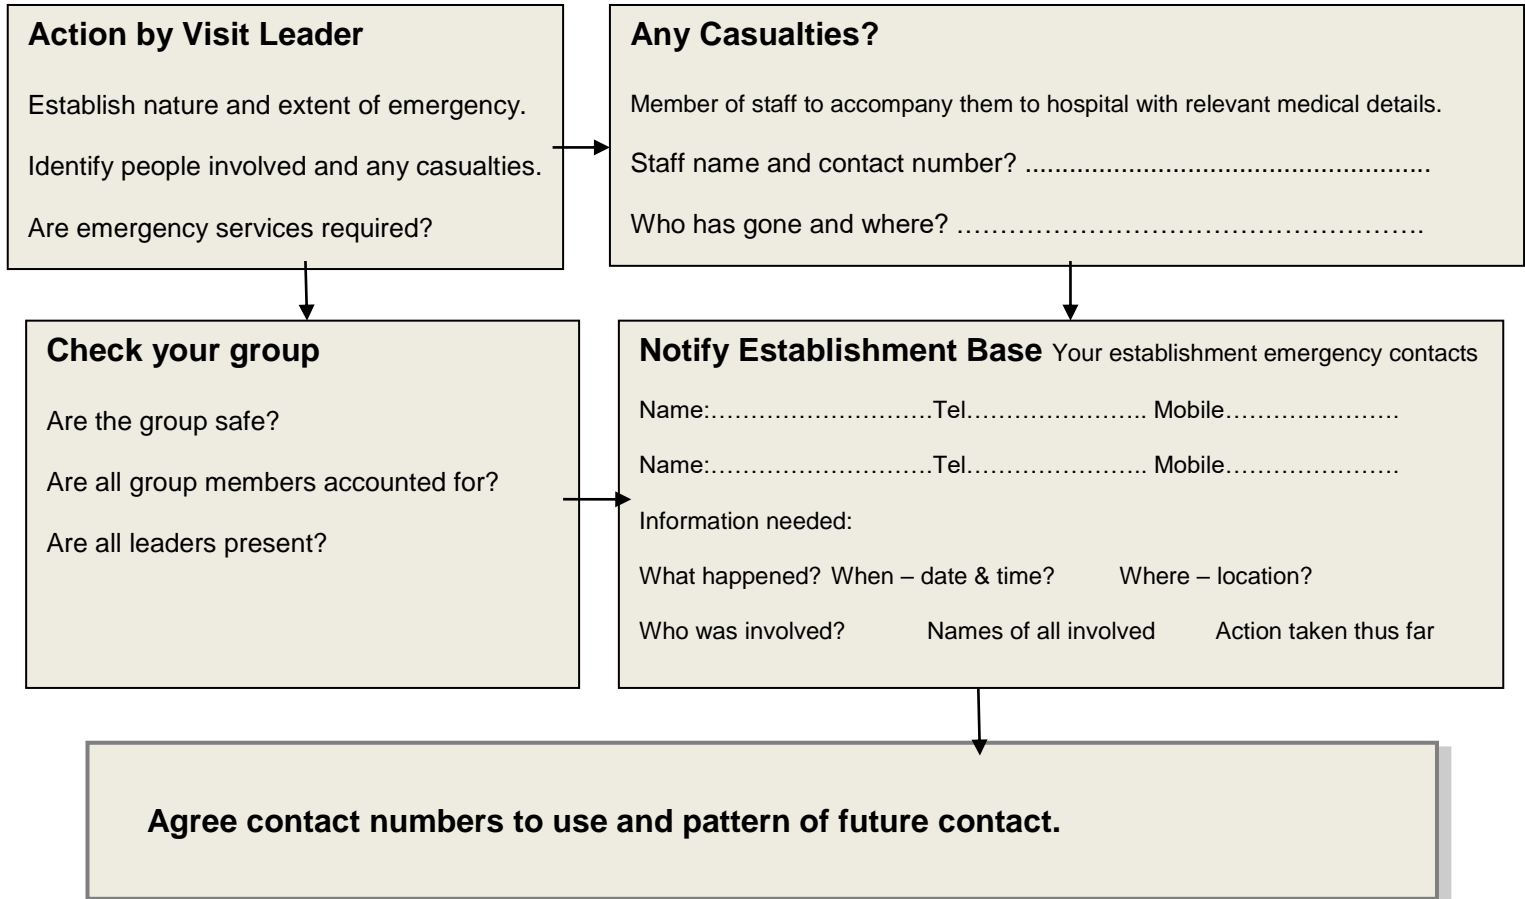 Action by Visit Leader
Establish nature and extent of emergency.
Identify people involved and any casualties.
Are emergency services required?
Any Casualties?
Member of staff to accompany them to hospital with relevant medical details.
Staff name and contact number? .......................................................
Who has gone and where? ……………………………………………….
Check your group
Are the group safe?
Are all group members accounted for?
Are all leaders present?
Notify Establishment Base Your establishment emergency contacts
Name:……………………….Tel………………….. Mobile………………….
Name:……………………….Tel………………….. Mobile………………….
Information needed:
What happened? When – date & time? Where – location?
Who was involved? Names of all involved Action taken thus far
Agree contact numbers to use and pattern of future contact.